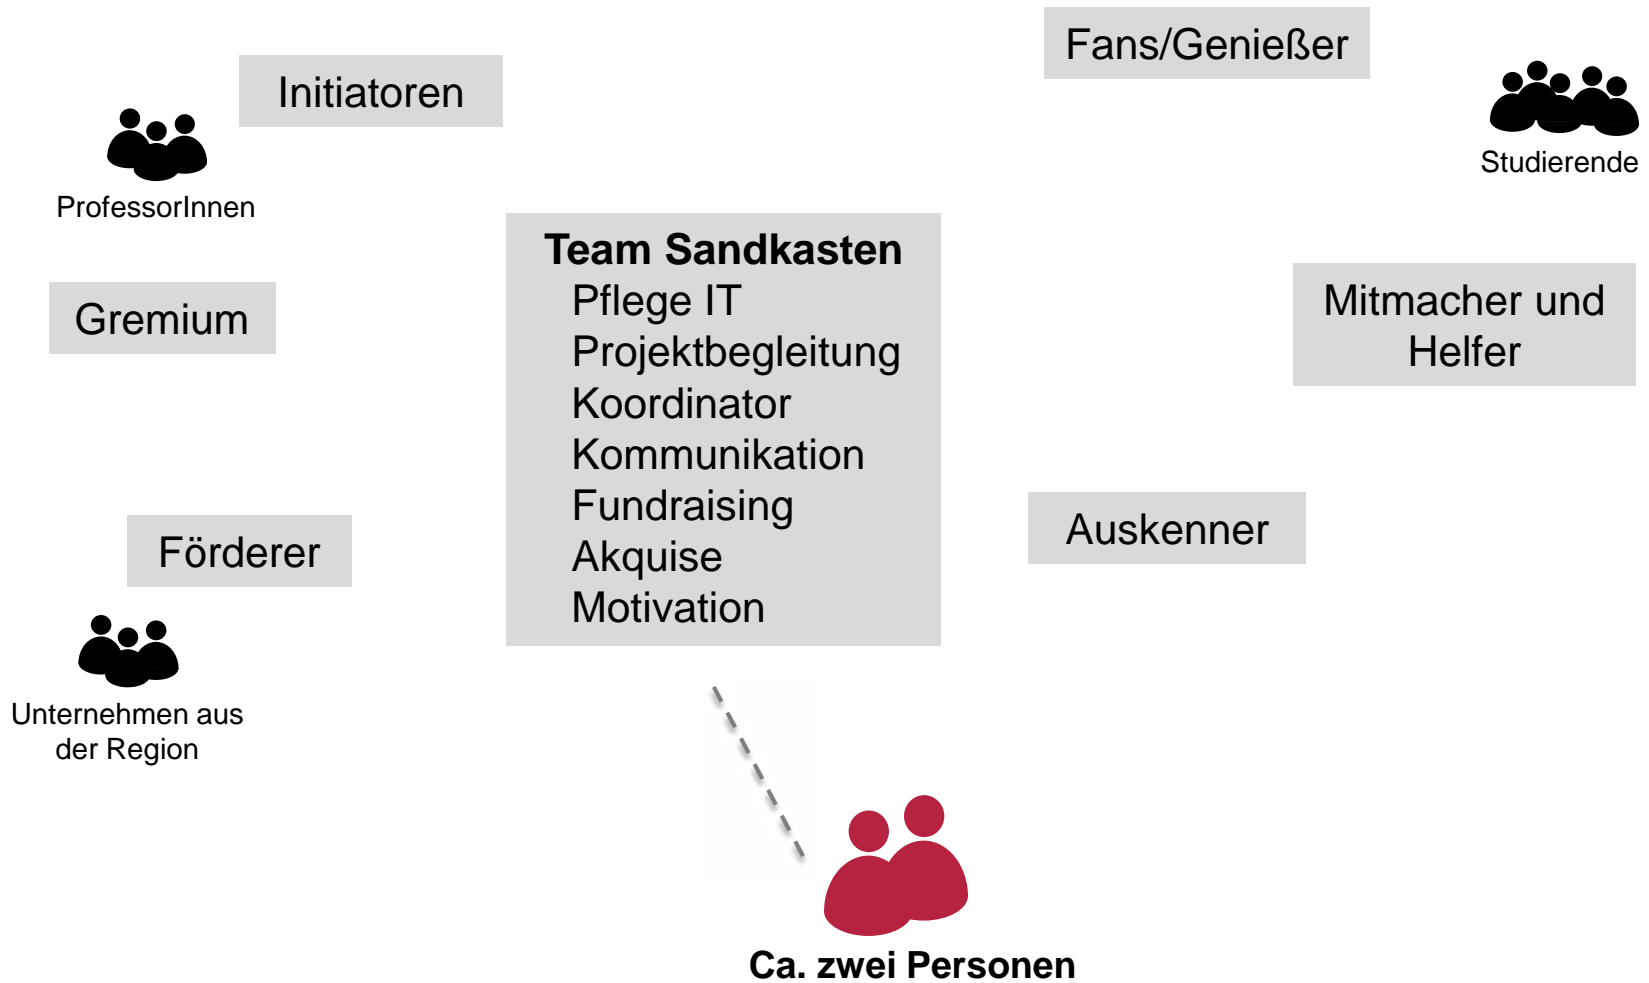 Initiatoren
ProfessorInnen
Gremium
Förderer
Unternehmen aus
der Region
Team Sandkasten
Pflege IT
Projektbegleitung
Koordinator
Kommunikation
Fundraising
Akquise
Motivation
Ca. zwei Personen
Fans/Genießer
Studierende
Mitmacher und
Helfer
Auskenner